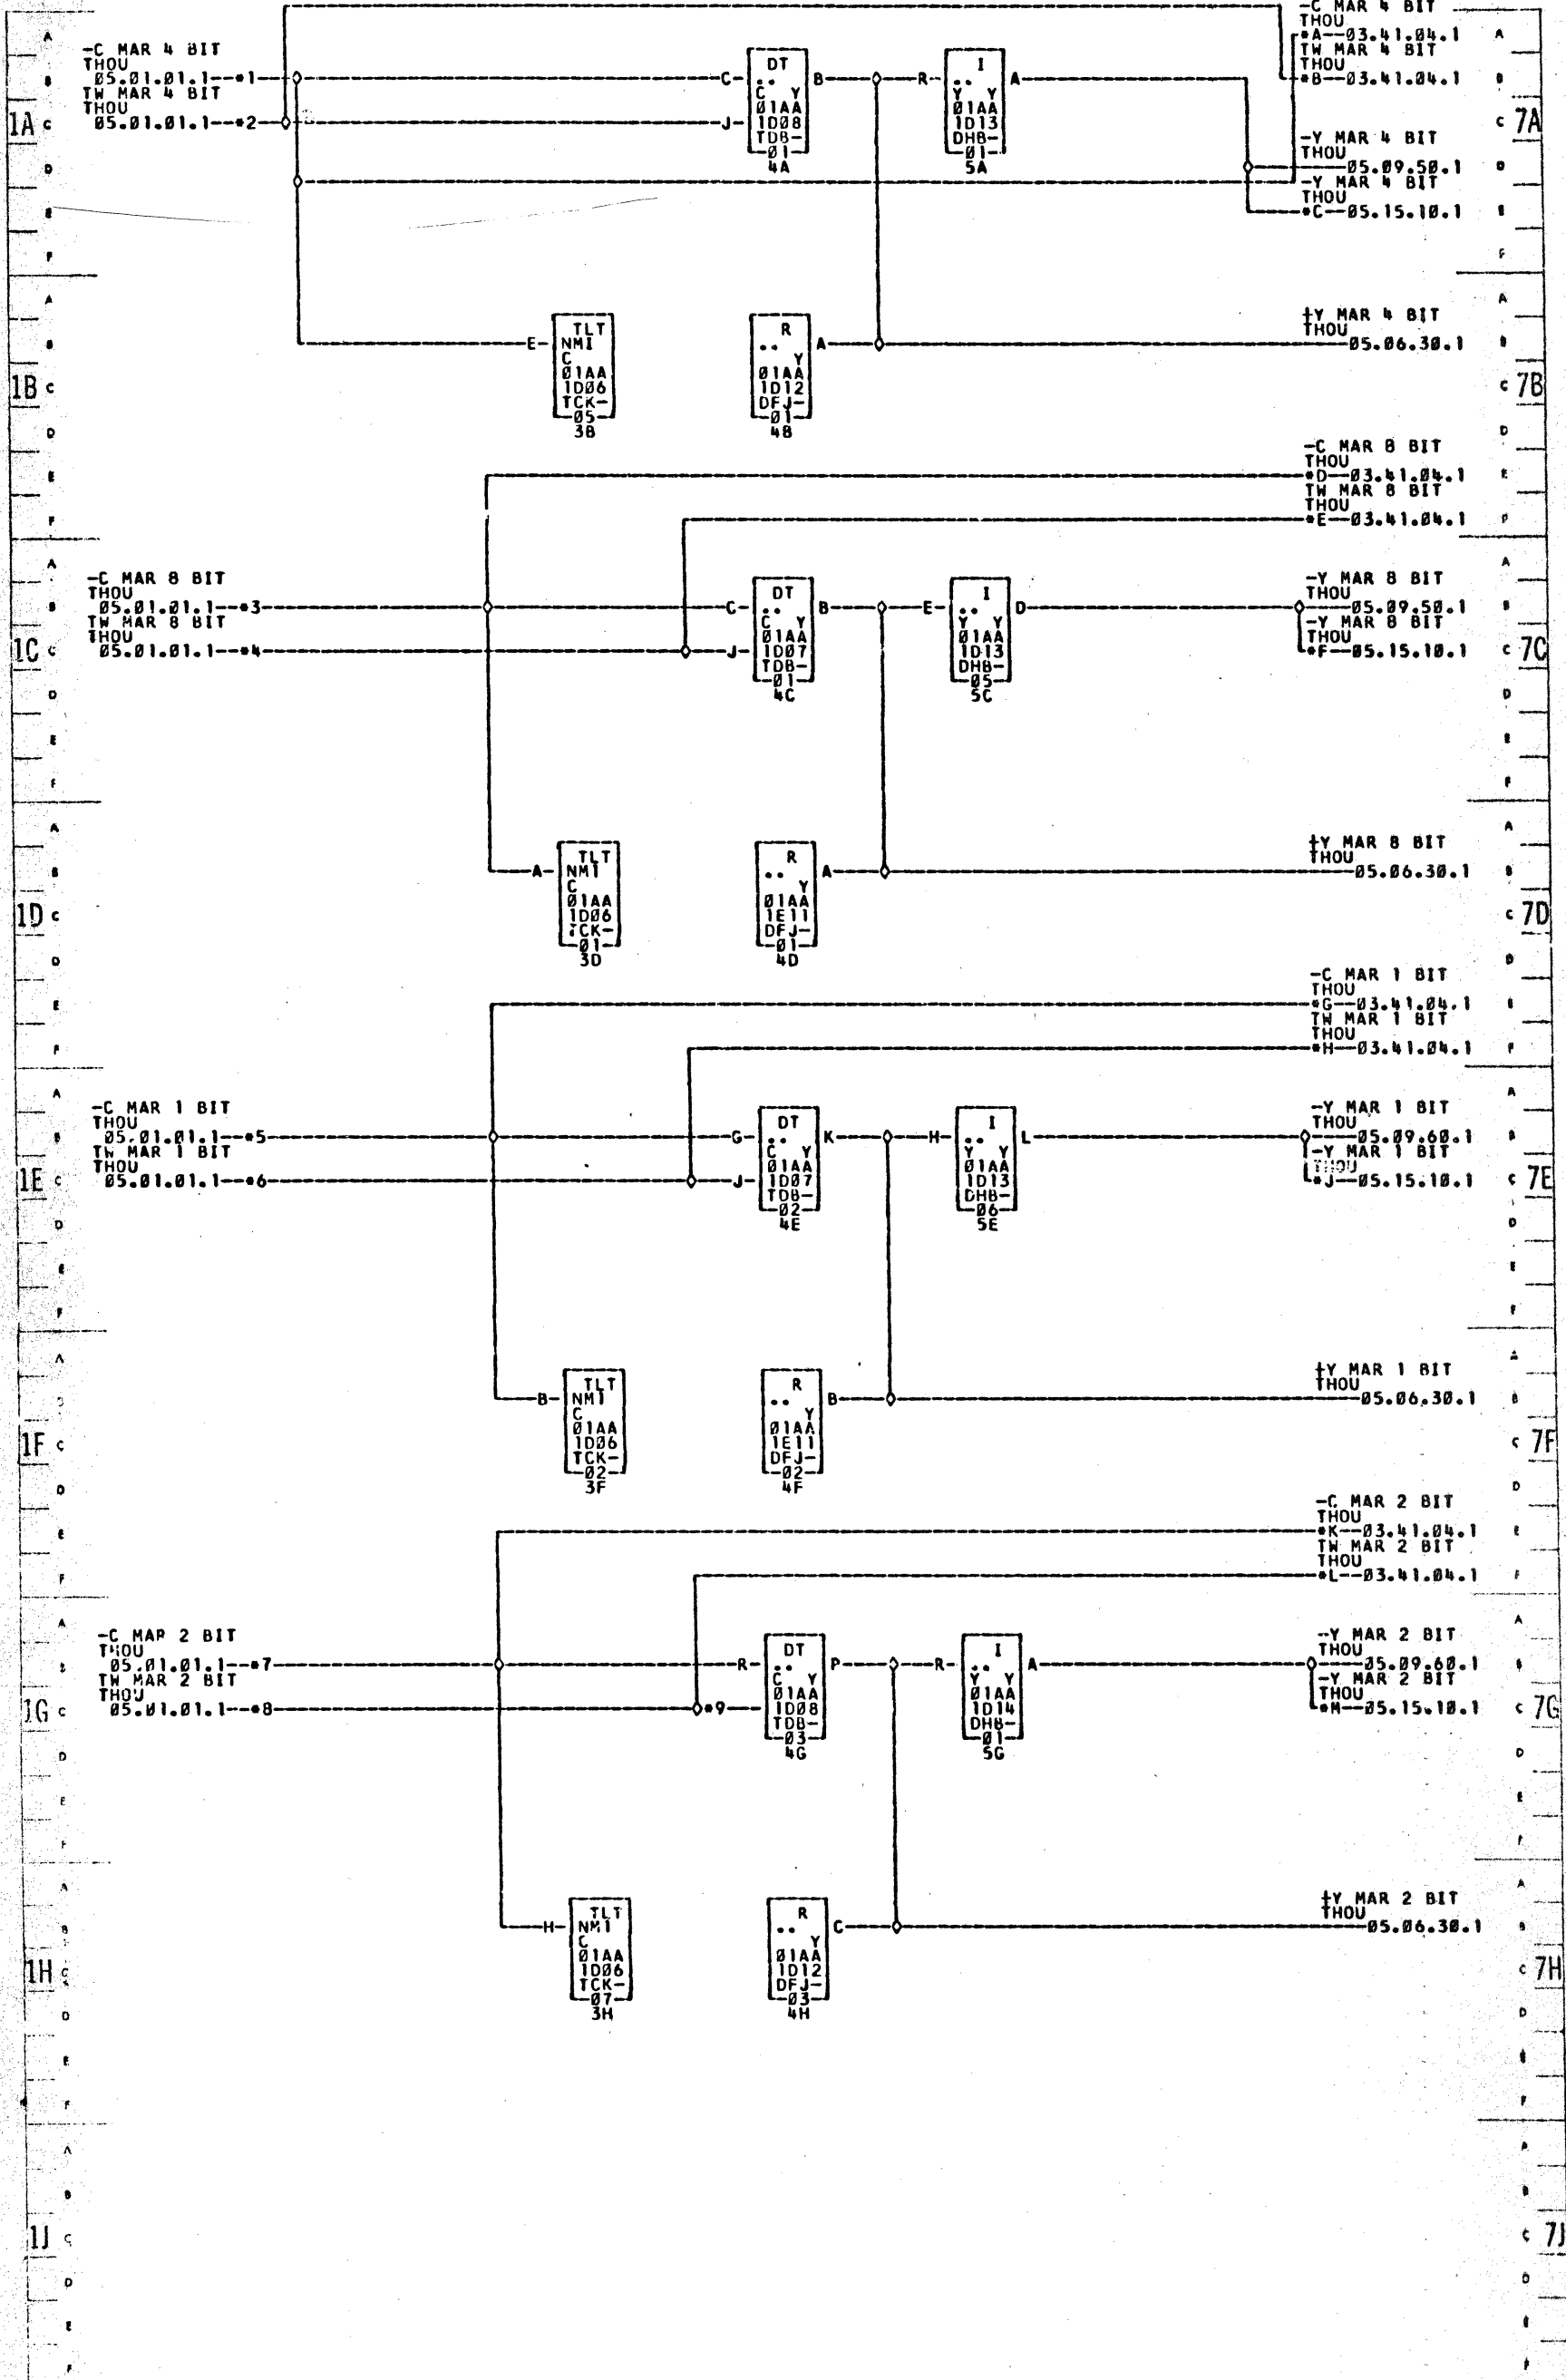 -C MAR 4 BIT
THOU
*A--03.41.04.1
TW MAR 4 BIT
THOU
*B--03.41.04.1
-C MAR 4 BIT
THOU
05.01.01.1--*1
TW MAR 4 BIT
THOU
05.01.01.1--*2
C- DT B
..
C Y
01AA
J- 1D08
TDB-
-01-
4A
R- I A
..
Y Y
01AA
1D13
DHB-
-01-
5A
-Y MAR 4 BIT
THOU
05.09.50.1
-Y MAR 4 BIT
THOU
*C--05.15.10.1
1A
7A
E- TLT
NMI
C
01AA
1D06
TCK-
-05-
3B
R A
..
Y
01AA
1D12
DFJ-
-01-
4B
+Y MAR 4 BIT
THOU
05.06.30.1
1B
7B
-C MAR 8 BIT
THOU
*D--03.41.04.1
TW MAR 8 BIT
THOU
*E--03.41.04.1
-C MAR 8 BIT
THOU
05.01.01.1--*3
TW MAR 8 BIT
THOU
05.01.01.1--*4
C- DT B
..
C Y
01AA
J- 1D07
TDB-
-01-
4C
E- I D
..
Y Y
01AA
1D13
DHB-
-05-
5C
-Y MAR 8 BIT
THOU
05.09.50.1
-Y MAR 8 BIT
THOU
*F--05.15.10.1
1C
7C
A- TLT
NMI
C
01AA
1D06
TCK-
-01-
3D
R A
..
Y
01AA
1E11
DFJ-
-01-
4D
+Y MAR 8 BIT
THOU
05.06.30.1
1D
7D
-C MAR 1 BIT
THOU
*G--03.41.04.1
TW MAR 1 BIT
THOU
*H--03.41.04.1
-C MAR 1 BIT
THOU
05.01.01.1--*5
TW MAR 1 BIT
THOU
05.01.01.1--*6
G- DT K
..
C Y
01AA
J- 1D07
TDB-
-02-
4E
H- I L
..
Y Y
01AA
1D13
DHB-
-06-
5E
-Y MAR 1 BIT
THOU
05.09.60.1
-Y MAR 1 BIT
THOU
*J--05.15.10.1
1E
7E
B- TLT
NMI
C
01AA
1D06
TCK-
-02-
3F
R B
..
Y
01AA
1E11
DFJ-
-02-
4F
+Y MAR 1 BIT
THOU
05.06.30.1
1F
7F
-C MAR 2 BIT
THOU
*K--03.41.04.1
TW MAR 2 BIT
THOU
*L--03.41.04.1
-C MAR 2 BIT
THOU
05.01.01.1--*7
TW MAR 2 BIT
THOU
05.01.01.1--*8
R- DT P
..
C Y
01AA
*9-- 1D08
TDB-
-03-
4G
R- I A
..
Y Y
01AA
1D14
DHB-
-01-
5G
-Y MAR 2 BIT
THOU
05.09.60.1
-Y MAR 2 BIT
THOU
*M--05.15.10.1
1G
7G
H- TLT
NMI
C
01AA
1D06
TCK-
-07-
3H
R C
..
Y
01AA
1D12
DFJ-
-03-
4H
+Y MAR 2 BIT
THOU
05.06.30.1
1H
7H
1J
7J